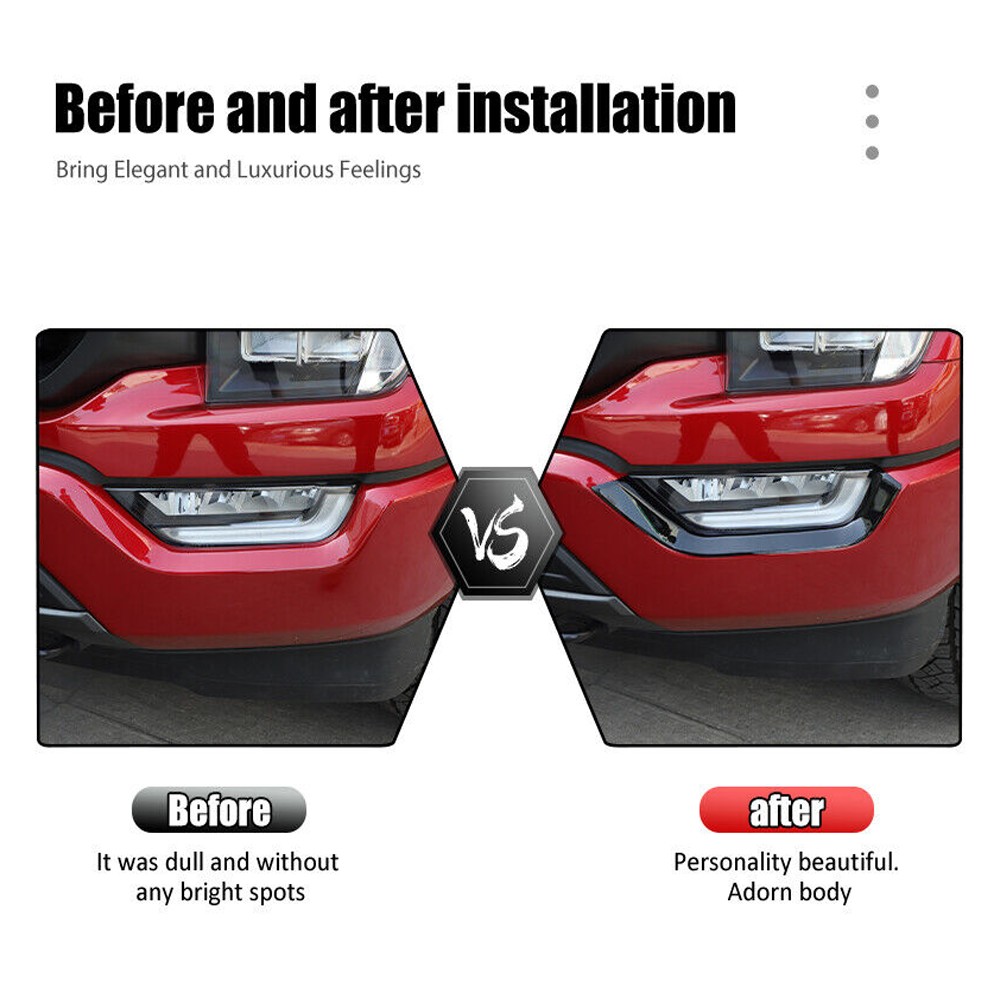 Before and after installation
Bring Elegant and Luxurious Feelings
VS
Before
after
It was dull and without
any bright spots
Personality beautiful.
Adorn body